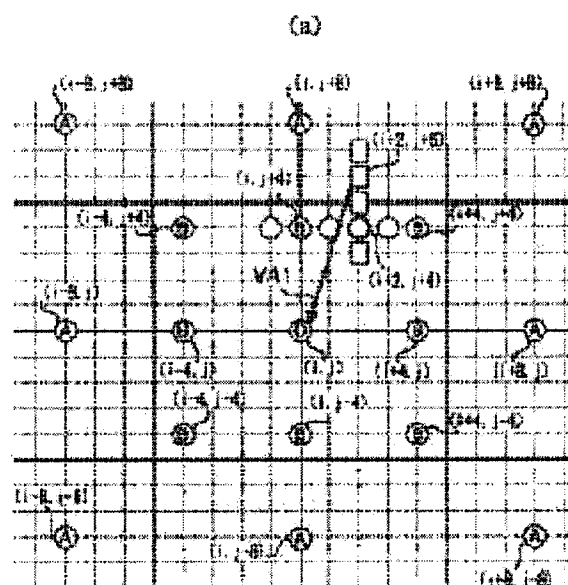 (a)
(i-8, j+8) (i, j+8) (i+8, j+8)
A A A
(i+2, j+6)
(i, j+4)
(i-4, j+4) (i+4, j+4)
(i+2, j+4)
VA1
(i-8, j)
A A
(i-4, j) (i, j) (i+4, j) (i+8, j)
(i-4, j-4) (i, j-4) (i+4, j-4)
(i-8, j-8)
A A A
(i, j-8)
(i+8, j-8)